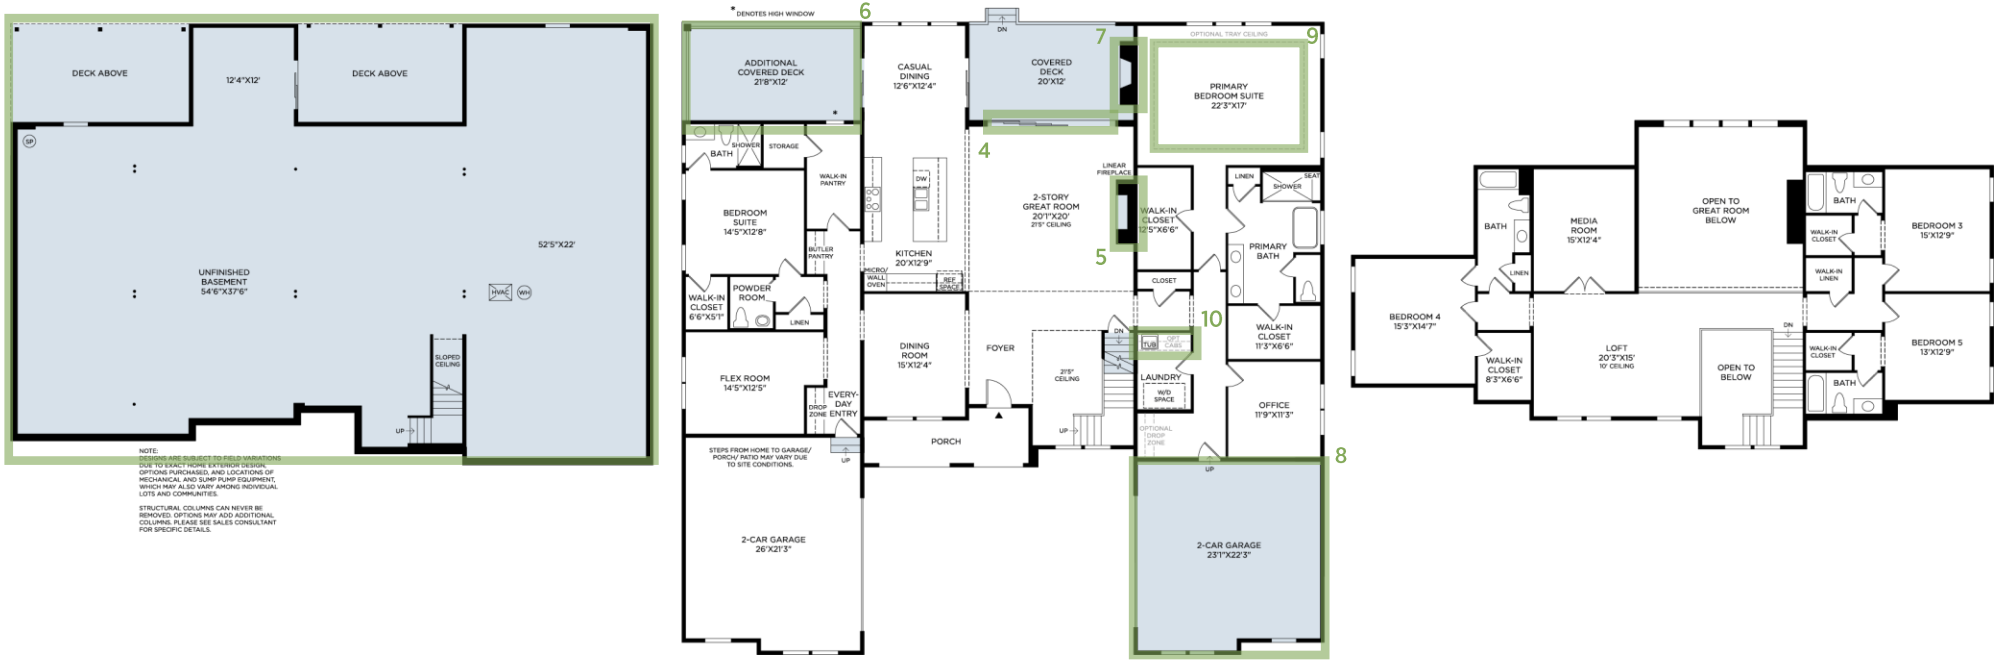 DECK ABOVE
12'4"X12'
DECK ABOVE
SP
52'5"X22'
UNFINISHED
BASEMENT
54'6"X37'6"
HVAC
WH
SLOPED
CEILING
UP
NOTE:
DESIGNS ARE SUBJECT TO FIELD VARIATIONS
DUE TO EXACT HOME EXTERIOR DESIGN,
OPTIONS PURCHASED, AND LOCATIONS OF
MECHANICAL AND SUMP PUMP EQUIPMENT,
WHICH MAY ALSO VARY AMONG INDIVIDUAL
LOTS AND COMMUNITIES.
STRUCTURAL COLUMNS CAN NEVER BE
REMOVED. OPTIONS MAY ADD ADDITIONAL
COLUMNS. PLEASE SEE SALES CONSULTANT
FOR SPECIFIC DETAILS.
* DENOTES HIGH WINDOW
6
ADDITIONAL
COVERED DECK
21'8"X12'
*
CASUAL
DINING
12'6"X12'4"
DN
COVERED
DECK
20'X12'
7
OPTIONAL TRAY CEILING
9
PRIMARY
BEDROOM SUITE
22'3"X17'
4
BATH
SHOWER
STORAGE
WALK-IN
PANTRY
DW
LINEAR
FIREPLACE
2-STORY
GREAT ROOM
20'1"X20'
21'5" CEILING
5
WALK-IN
CLOSET
12'5"X6'6"
LINEN
SHOWER
SEAT
BEDROOM
SUITE
14'5"X12'8"
BUTLER
PANTRY
KITCHEN
20'X12'9"
MICRO/
WALL
OVEN
REF
SPACE
PRIMARY
BATH
CLOSET
WALK-IN
CLOSET
6'6"X5'1"
POWDER
ROOM
LINEN
10
DN
TUB
OPT
CABS
WALK-IN
CLOSET
11'3"X6'6"
DINING
ROOM
15'X12'4"
FOYER
21'5"
CEILING
FLEX ROOM
14'5"X12'5"
LAUNDRY
W/D
SPACE
EVERY-
DAY
ENTRY
DROP
ZONE
OFFICE
11'9"X11'3"
UP
PORCH
OPTIONAL
DROP
ZONE
STEPS FROM HOME TO GARAGE/
PORCH/ PATIO MAY VARY DUE
TO SITE CONDITIONS.
UP
UP
8
2-CAR GARAGE
26'X21'3"
2-CAR GARAGE
23'1"X22'3"
BATH
MEDIA
ROOM
15'X12'4"
OPEN TO
GREAT ROOM
BELOW
BATH
WALK-IN
CLOSET
BEDROOM 3
15'X12'9"
LINEN
WALK-IN
LINEN
BEDROOM 4
15'3"X14'7"
WALK-IN
CLOSET
8'3"X6'6"
LOFT
20'3"X15'
10' CEILING
OPEN TO
BELOW
DN
WALK-IN
CLOSET
BATH
BEDROOM 5
13'X12'9"